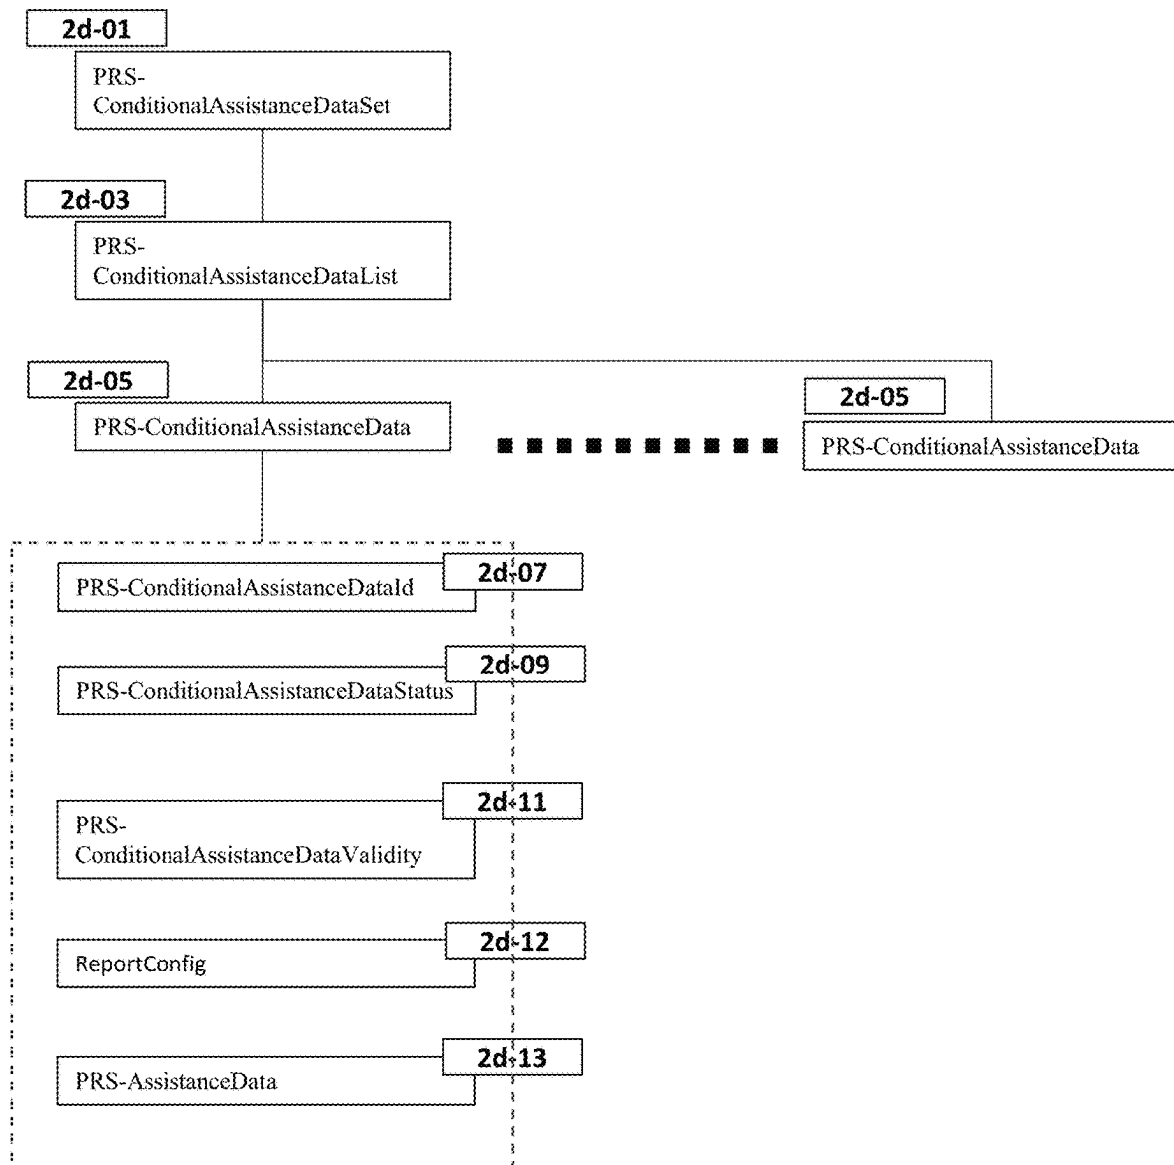 2d-01
PRS-
ConditionalAssistanceDataSet
2d-03
PRS-
ConditionalAssistanceDataList
2d-05
PRS-ConditionalAssistanceData
2d-05
PRS-ConditionalAssistanceData
2d-07
PRS-ConditionalAssistanceDataId
2d-09
PRS-ConditionalAssistanceDataStatus
2d-11
PRS-
ConditionalAssistanceDataValidity
2d-12
ReportConfig
2d-13
PRS-AssistanceData